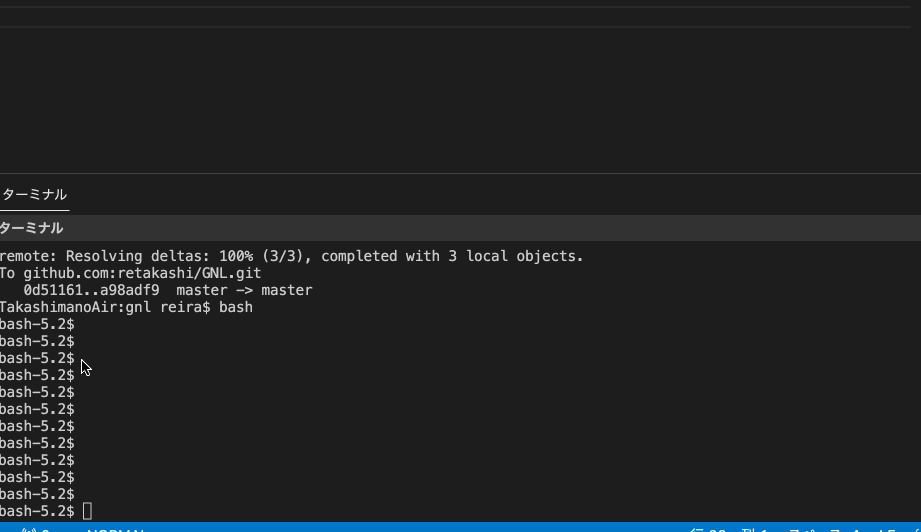 ターミナル
ターミナル
remote: Resolving deltas: 100% (3/3), completed with 3 local objects.
To github.com:retakashi/GNL.git
0d51161..a98adf9  master -> master
TakashimanoAir:gnl reira$ bash
bash-5.2$
bash-5.2$
bash-5.2$
bash-5.2$
bash-5.2$
bash-5.2$
bash-5.2$
bash-5.2$
bash-5.2$
bash-5.2$
bash-5.2$
bash-5.2$